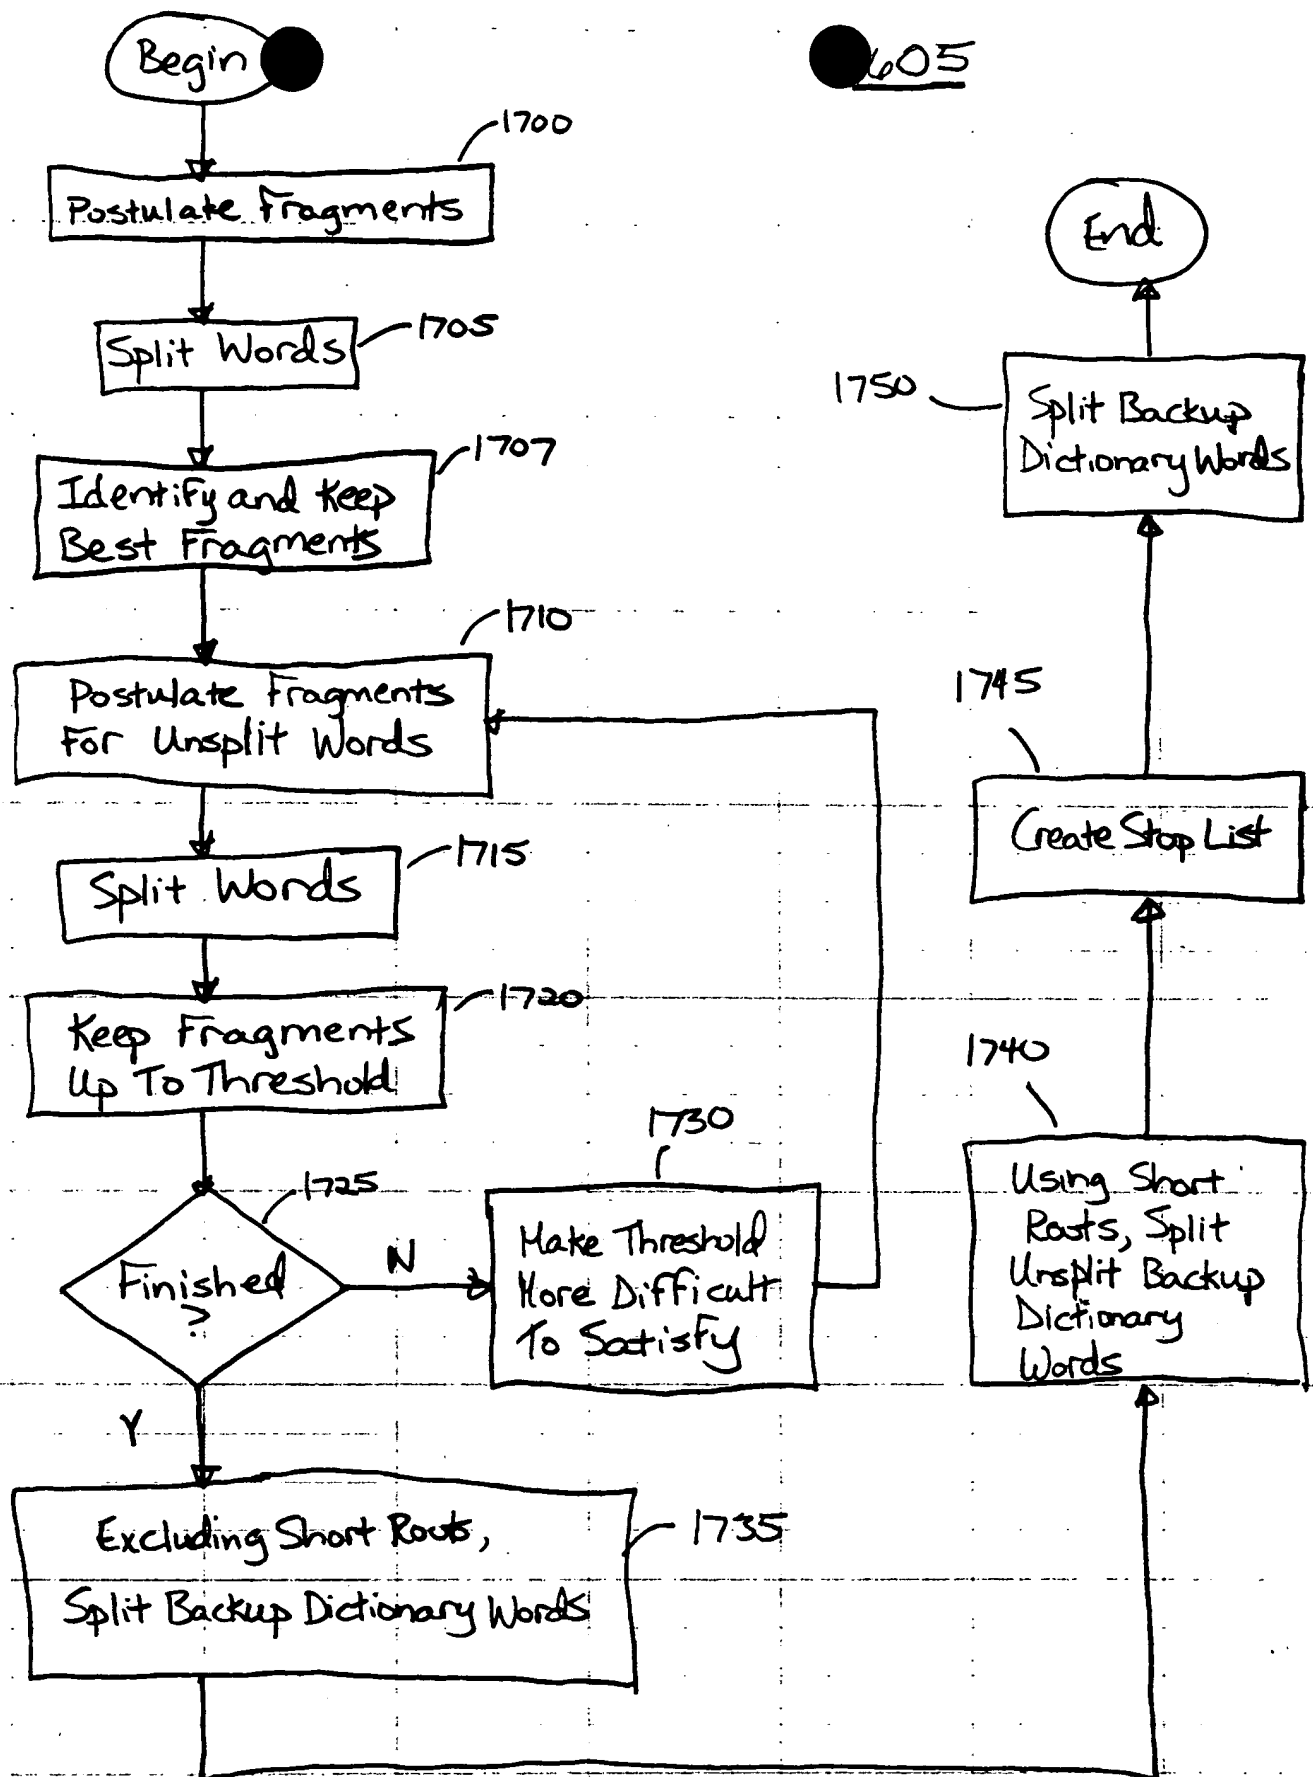 Begin
605
1700
Postulate Fragments
1705
Split Words
1707
Identify and Keep
Best Fragments
1710
Postulate Fragments
For Unsplit Words
1715
Split Words
1720
Keep Fragments
Up To Threshold
1725
Finished
?
N
Y
1730
Make Threshold
More Difficult
To Satisfy
1735
Excluding Short Roots,
Split Backup Dictionary Words
1740
Using Short
Roots, Split
Unsplit Backup
Dictionary
Words
1745
Create Stop List
1750
Split Backup
Dictionary Words
End